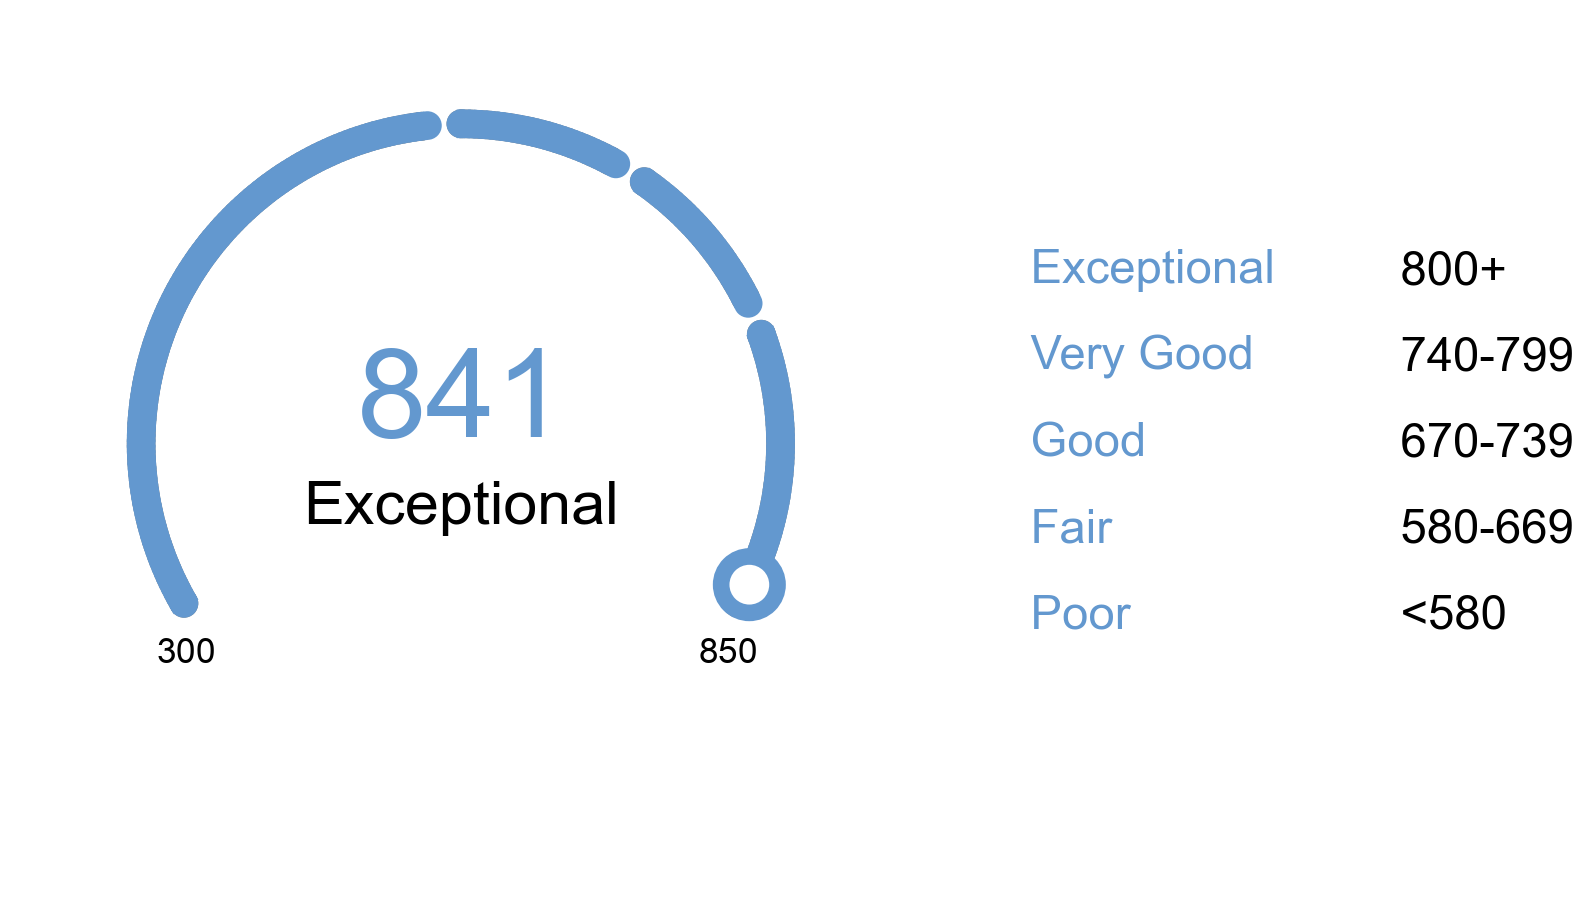 841
Exceptional
300
850
Exceptional 800+
Very Good 740-799
Good 670-739
Fair 580-669
Poor <580